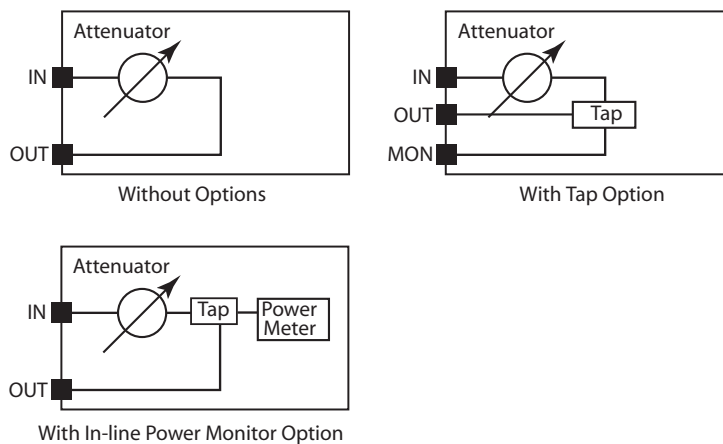 Attenuator
IN
OUT
Without Options
Attenuator
IN
OUT
Tap
MON
With Tap Option
Attenuator
IN
Tap
Power
Meter
OUT
With In-line Power Monitor Option